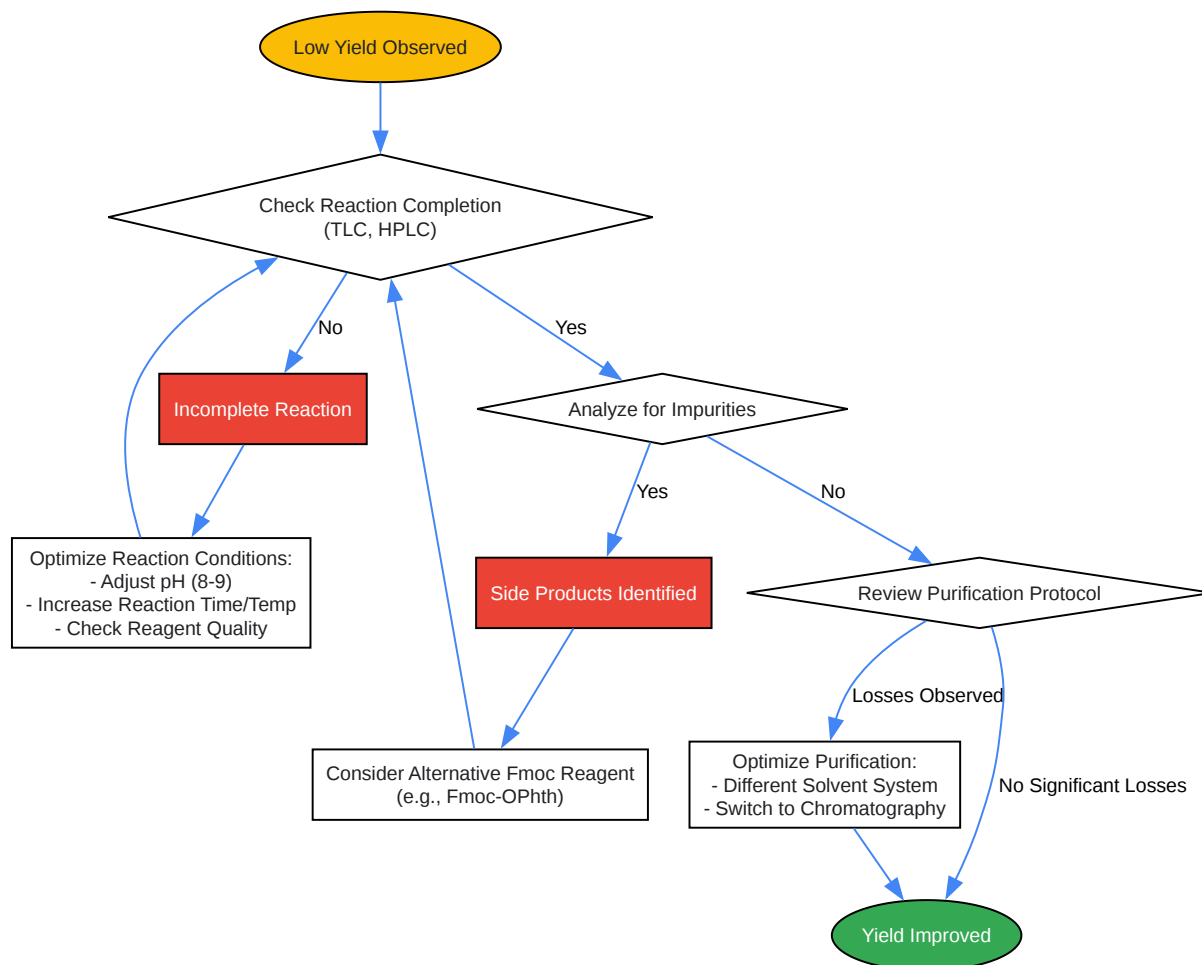 Low Yield Observed
Check Reaction Completion
(TLC, HPLC)
No
Yes
Incomplete Reaction
Analyze for Impurities
Yes
No
Optimize Reaction Conditions:
- Adjust pH (8-9)
- Increase Reaction Time/Temp
- Check Reagent Quality
Side Products Identified
Review Purification Protocol
Losses Observed
Consider Alternative Fmoc Reagent
(e.g., Fmoc-OPhth)
Optimize Purification:
- Different Solvent System
- Switch to Chromatography
No Significant Losses
Yield Improved